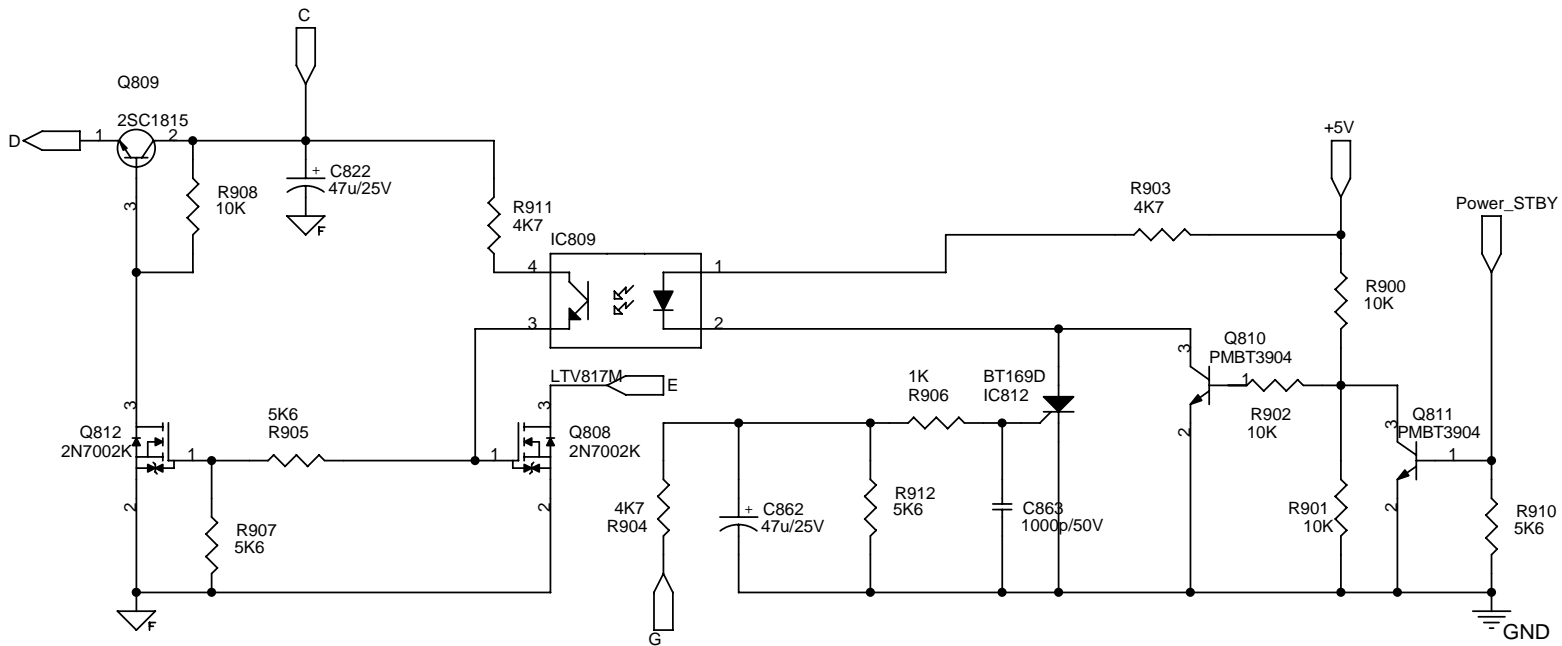 C
Q809
2SC1815
D
1
2
3
R908
10K
+
C822
47u/25V
F
R911
4K7
IC809
4
3
1
2
LTV817M
E
R903
4K7
+5V
Power_STBY
R900
10K
Q810
PMBT3904
3
1
2
R902
10K
Q811
PMBT3904
3
1
2
1K
R906
BT169D
IC812
3
Q812
2N7002K
1
2
5K6
R905
3
Q808
2N7002K
1
2
R907
5K6
4K7
R904
+
C862
47u/25V
R912
5K6
C863
1000p/50V
R901
10K
R910
5K6
F
G
GND